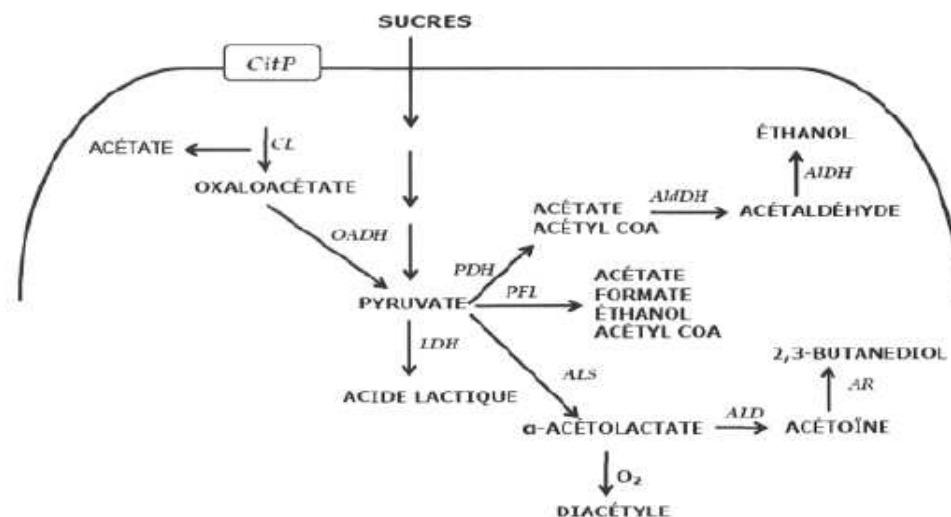 SUCRES
CitP
ACÉTATE
CL
OXALOACÉTATE
OADH
PYRUVATE
LDH
ACIDE LACTIQUE
PDH
ACÉTATE
ACÉTYL COA
AldDH
ACÉTALDÉHYDE
AlDH
ÉTHANOL
PFL
ACÉTATE
FORMATE
ÉTHANOL
ACÉTYL COA
ALS
α-ACÉTOLACTATE
ALD
ACÉTOÏNE
AR
2,3-BUTANEDIOL
O₂
DIACÉTYLE